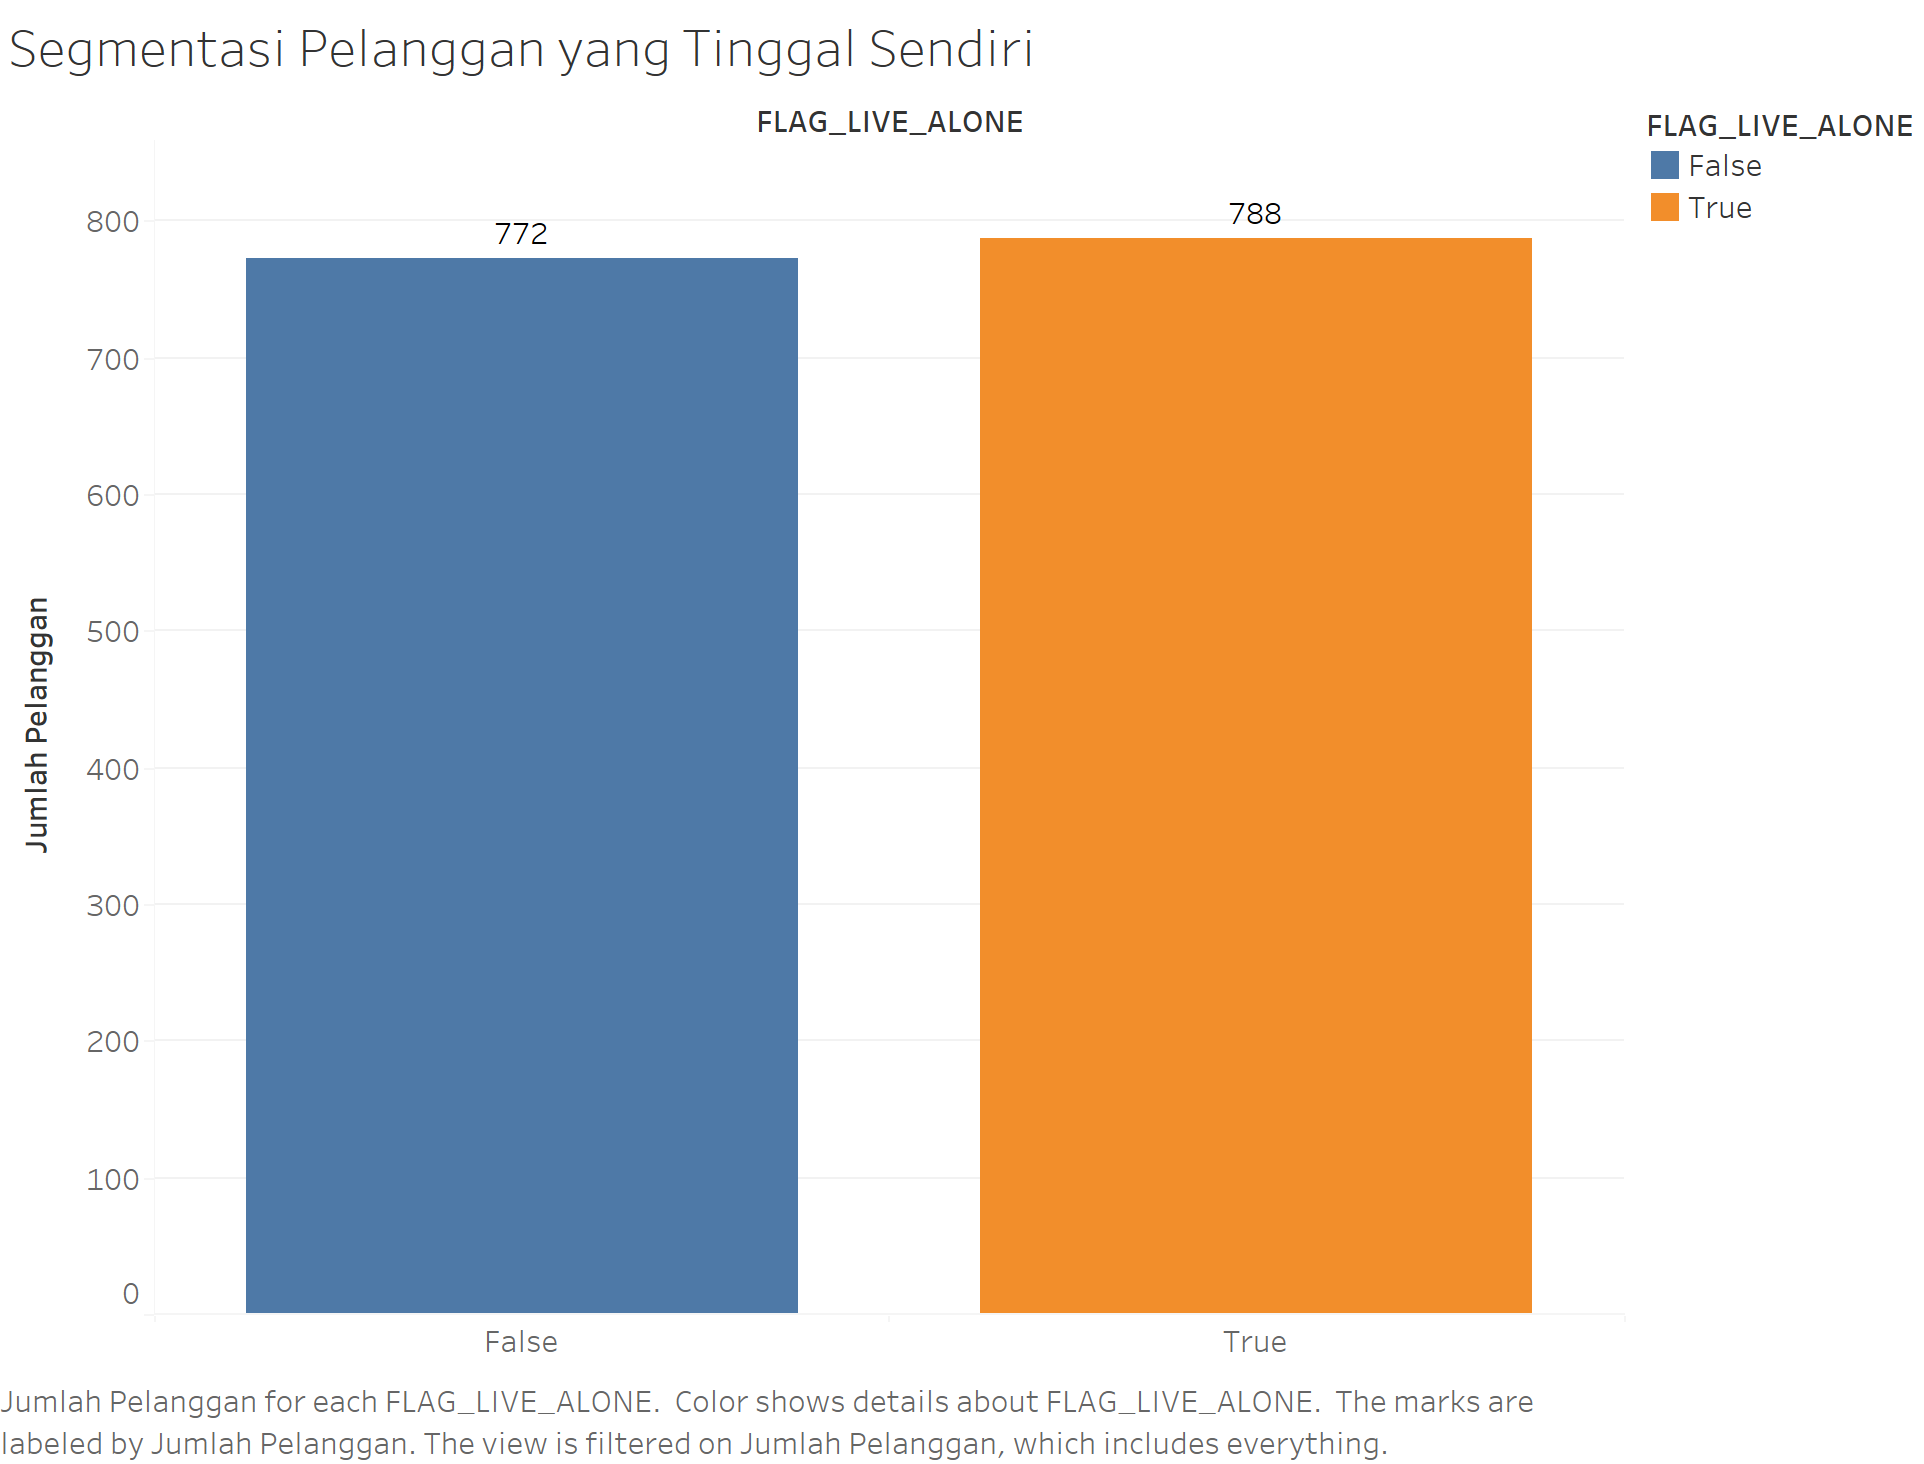 Segmentasi Pelanggan yang Tinggal Sendiri
FLAG_LIVE_ALONE
FLAG_LIVE_ALONE
False
True
800
700
600
500
400
300
200
100
0
Jumlah Pelanggan
772
788
False
True
Jumlah Pelanggan for each FLAG_LIVE_ALONE.  Color shows details about FLAG_LIVE_ALONE.  The marks are
labeled by Jumlah Pelanggan. The view is filtered on Jumlah Pelanggan, which includes everything.